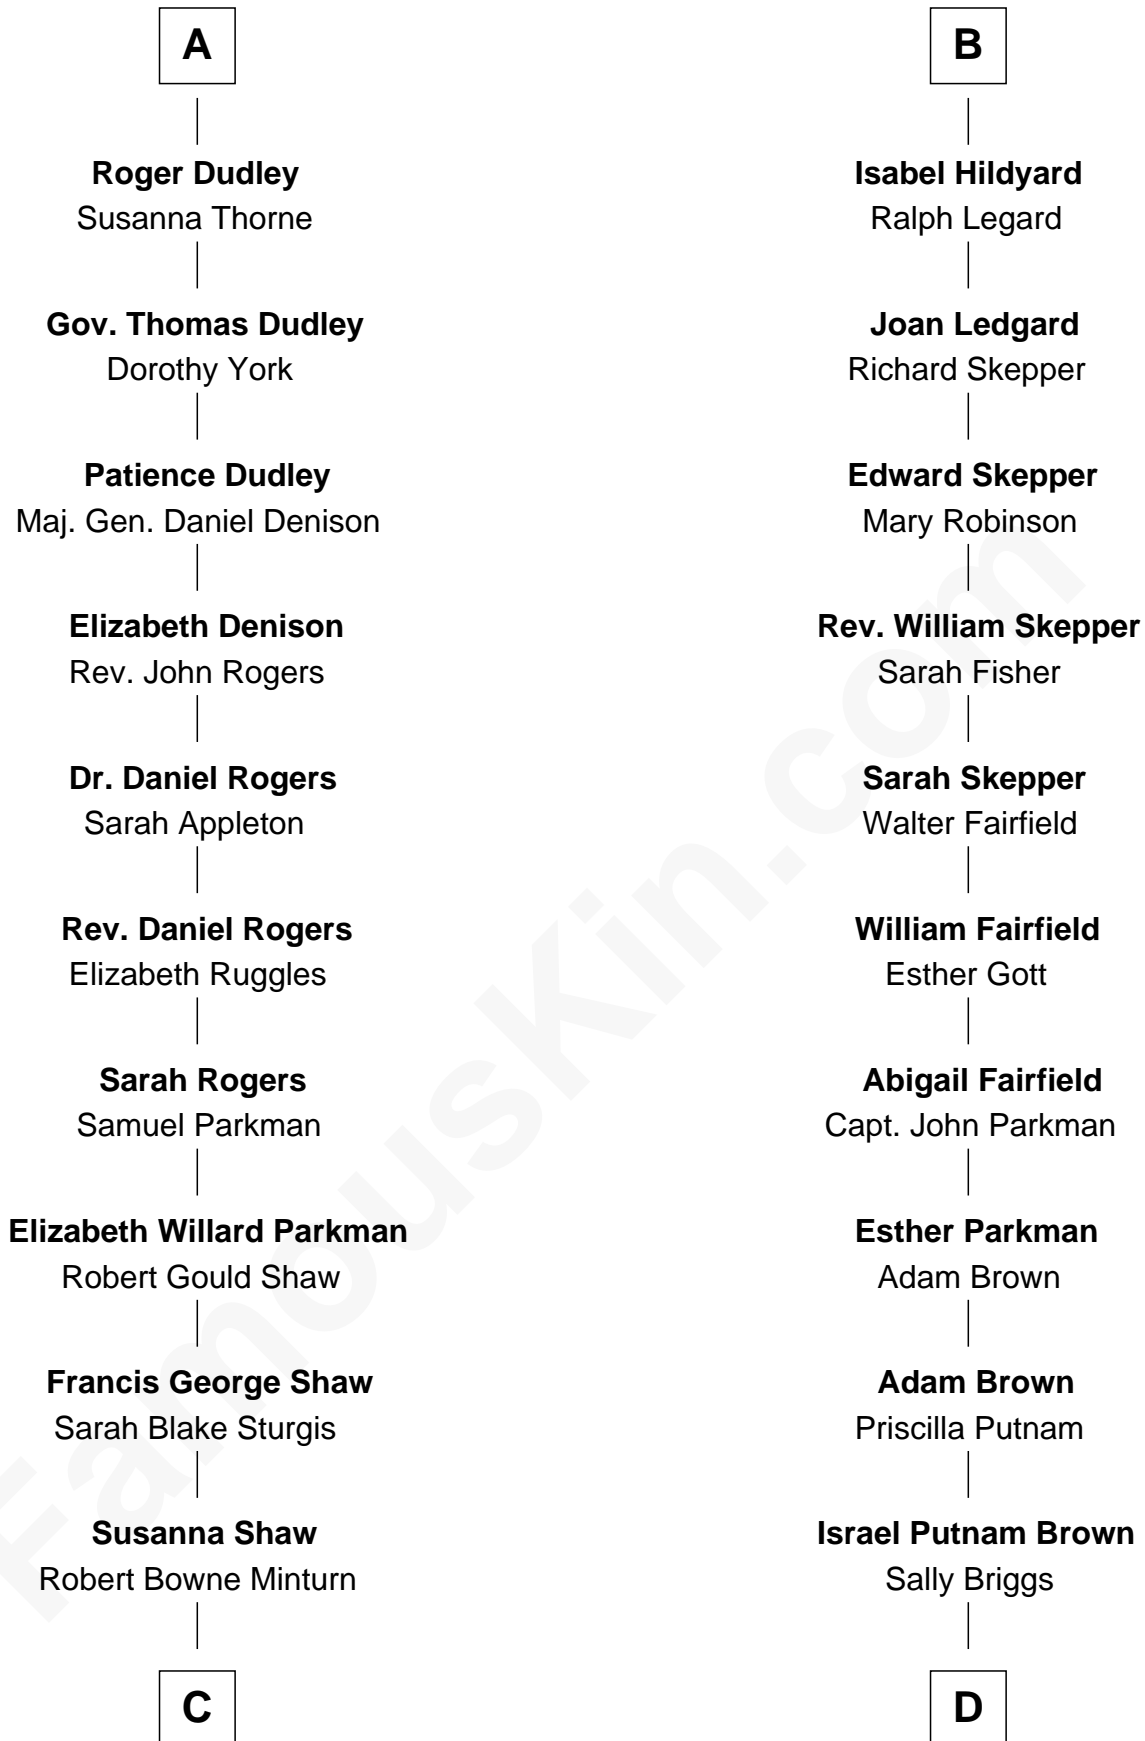 A
Roger Dudley
Susanna Thorne
Gov. Thomas Dudley
Dorothy York
Patience Dudley
Maj. Gen. Daniel Denison
Elizabeth Denison
Rev. John Rogers
Dr. Daniel Rogers
Sarah Appleton
Rev. Daniel Rogers
Elizabeth Ruggles
Sarah Rogers
Samuel Parkman
Elizabeth Willard Parkman
Robert Gould Shaw
Francis George Shaw
Sarah Blake Sturgis
Susanna Shaw
Robert Bowne Minturn
C
B
Isabel Hildyard
Ralph Legard
Joan Ledgard
Richard Skepper
Edward Skepper
Mary Robinson
Rev. William Skepper
Sarah Fisher
Sarah Skepper
Walter Fairfield
William Fairfield
Esther Gott
Abigail Fairfield
Capt. John Parkman
Esther Parkman
Adam Brown
Adam Brown
Priscilla Putnam
Israel Putnam Brown
Sally Briggs
D
FamousKin.com